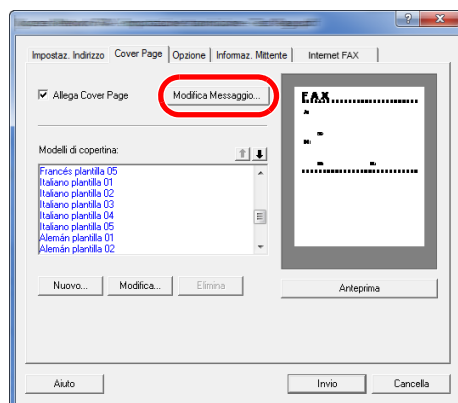 Impostaz. Indirizzo Cover Page Opzione Informaz. Mittente Internet FAX
Allega Cover Page
Modifica Messaggio...
FAX
Modelli di copertina:
Francés plantilla 05
Italiano plantilla 01
Italiano plantilla 02
Italiano plantilla 03
Italiano plantilla 04
Italiano plantilla 05
Alemán plantilla 01
Alemán plantilla 02
Nuovo... Modifica... Elimina
Anteprima
Aiuto Invio Cancella